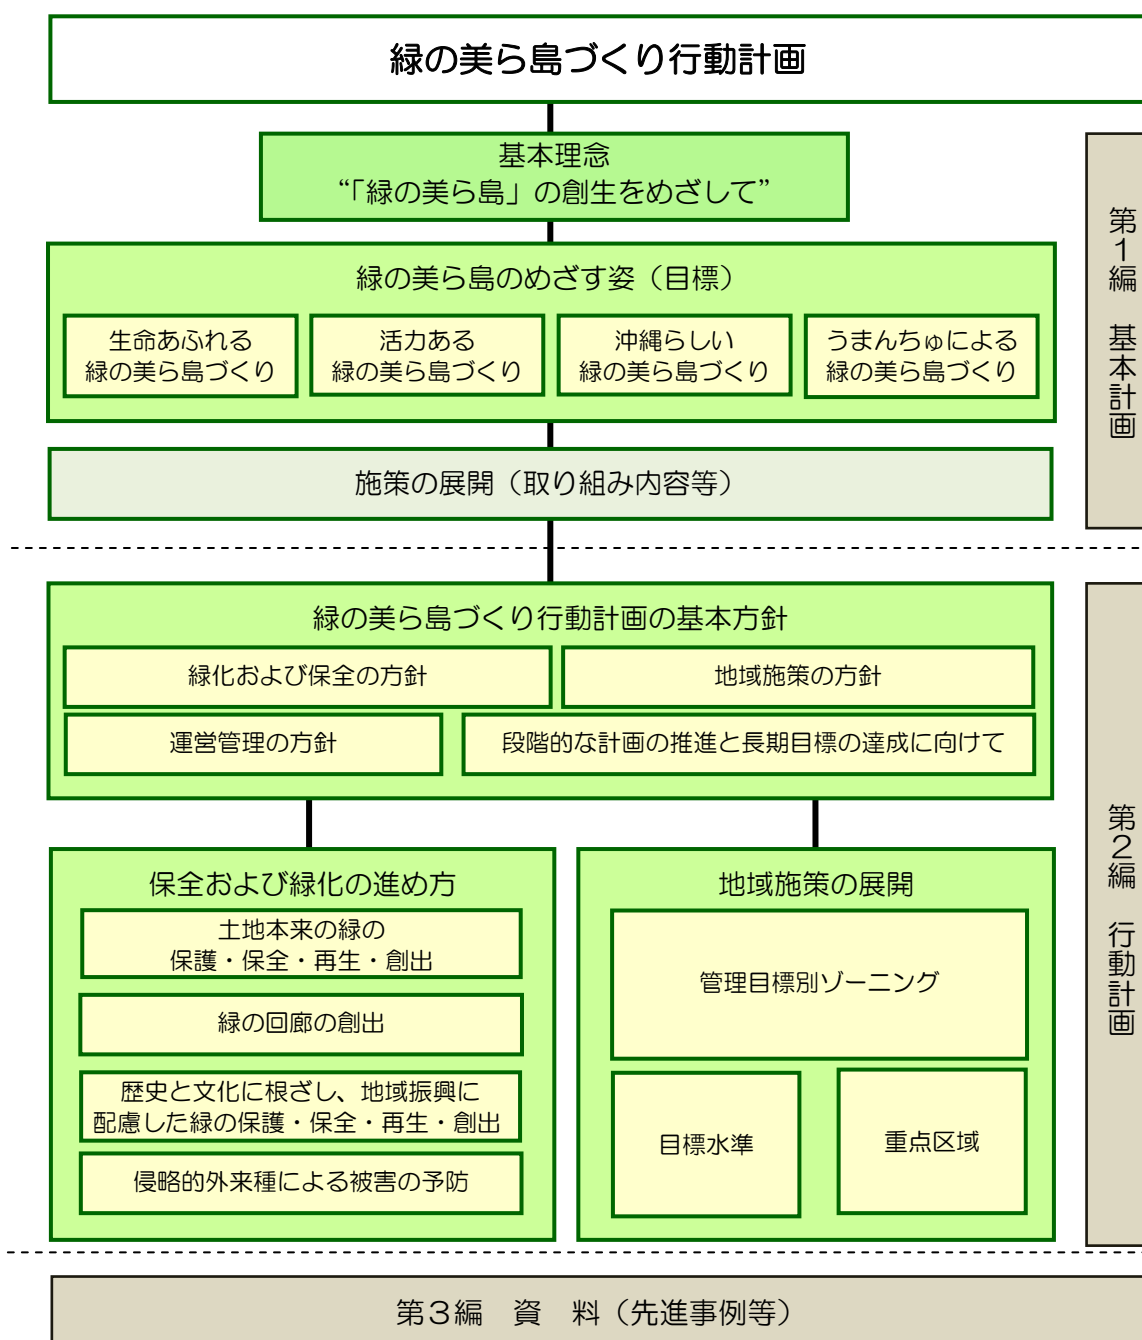 緑の美ら島づくり行動計画
基本理念
“「緑の美ら島」の創生をめざして”
緑の美ら島のめざす姿（目標）
生命あふれる
緑の美ら島づくり
活力ある
緑の美ら島づくり
沖縄らしい
緑の美ら島づくり
うまんちゅによる
緑の美ら島づくり
施策の展開（取り組み内容等）
第１編　基本計画
緑の美ら島づくり行動計画の基本方針
緑化および保全の方針
地域施策の方針
運営管理の方針
段階的な計画の推進と長期目標の達成に向けて
保全および緑化の進め方
土地本来の緑の
保護・保全・再生・創出
緑の回廊の創出
歴史と文化に根ざし、地域振興に
配慮した緑の保護・保全・再生・創出
侵略的外来種による被害の予防
地域施策の展開
管理目標別ゾーニング
目標水準
重点区域
第２編　行動計画
第３編　資　料（先進事例等）